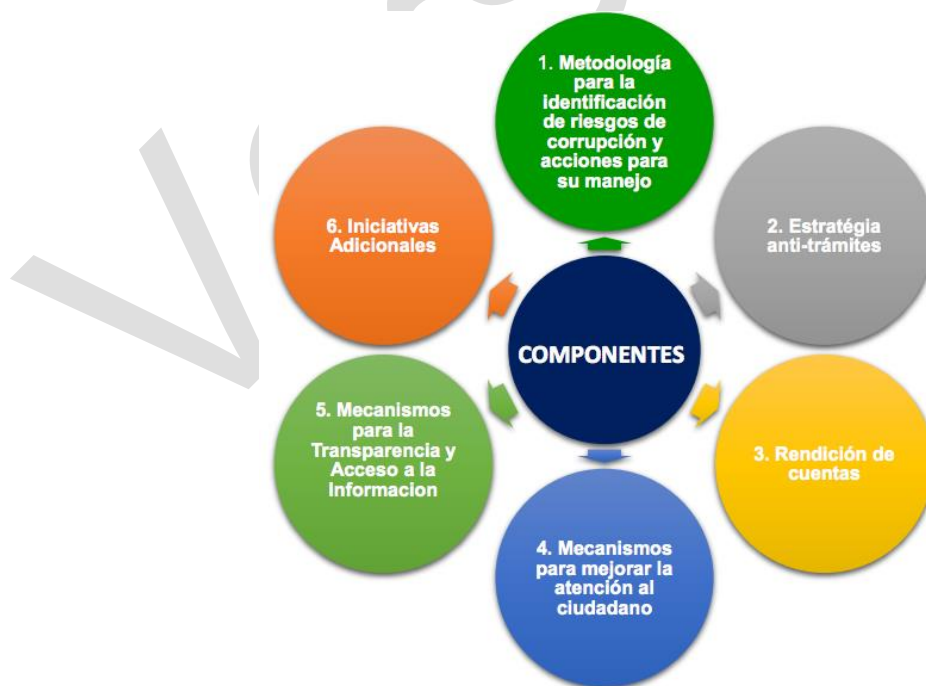 1. Metodología
para la
identificación
de riesgos de
corrupción y
acciones para
su manejo
6. Iniciativas
Adicionales
2. Estratégia
anti-trámites
COMPONENTES
5. Mecanismos
para la
Transparencia y
Acceso a la
Informacion
3. Rendición de
cuentas
4. Mecanismos
para mejorar la
atención al
ciudadano